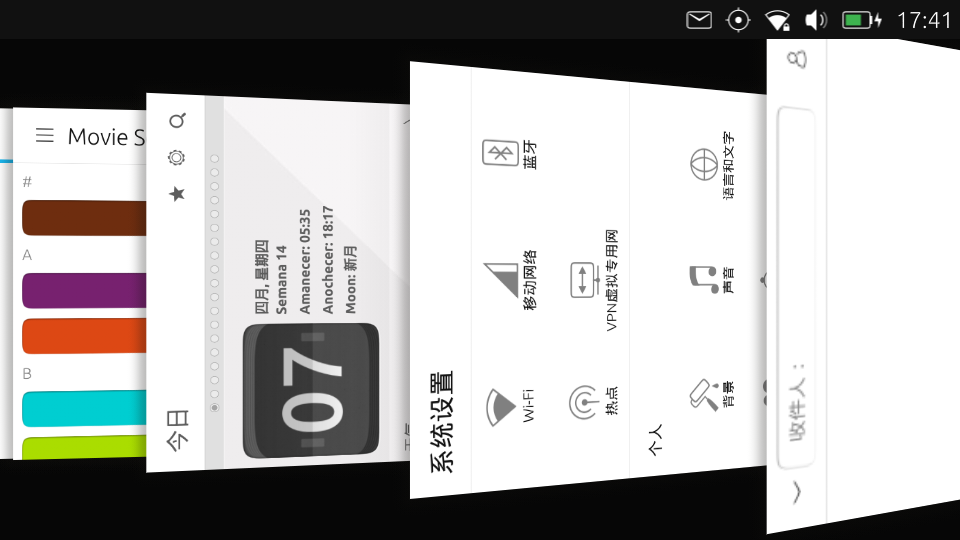 17:41
Movie S
#
A
B
今日
07
四月, 星期四
Semana 14
Amanecer: 05:35
Anochecer: 18:17
Moon: 新月
系统设置
Wi-Fi
移动网络
蓝牙
热点
VPN虚拟专用网
个人
背景
声音
语言和文字
收件人：